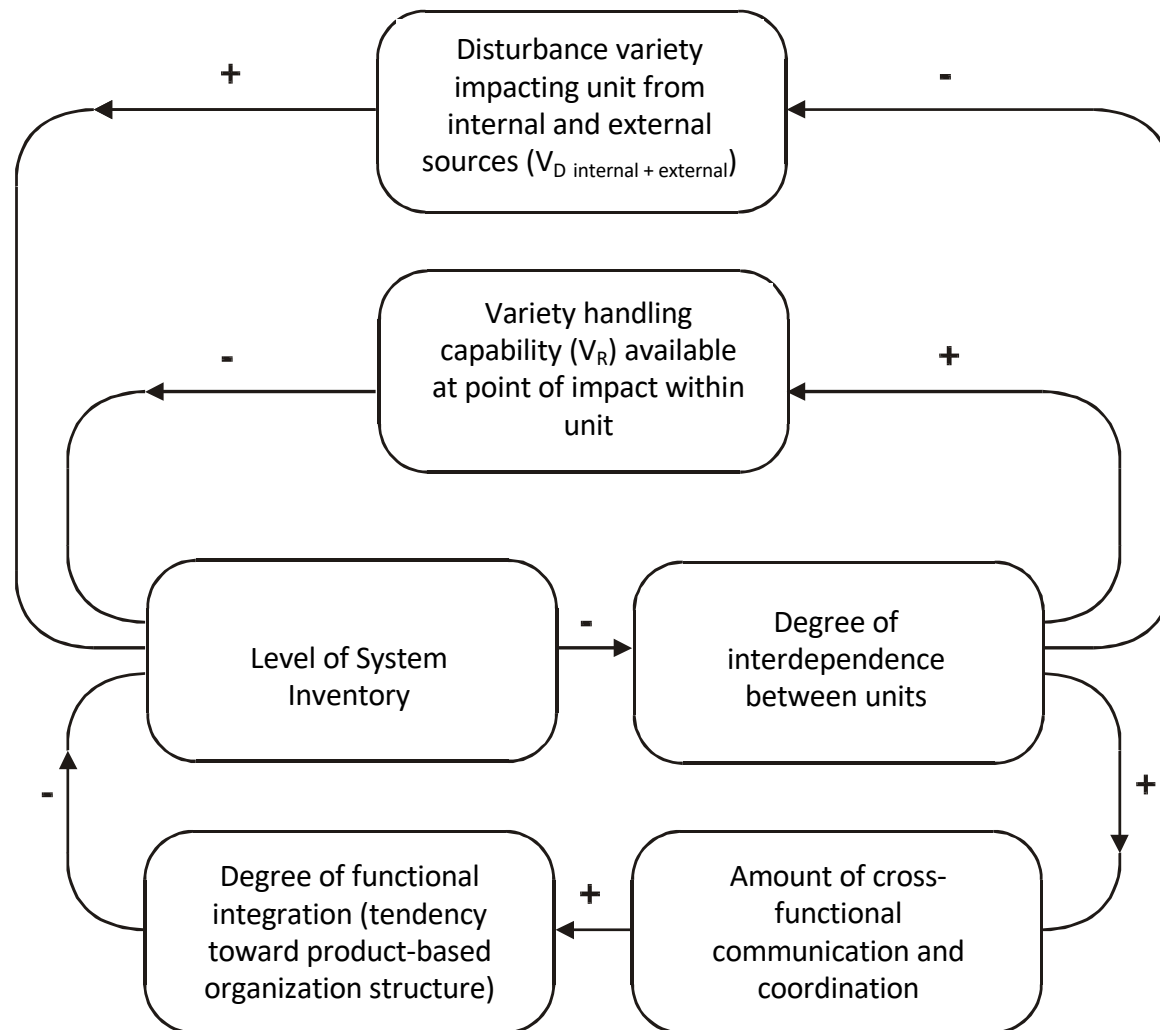 Disturbance variety
impacting unit from
internal and external
sources (V_D internal + external)
+
-
Variety handling
capability (V_R) available
at point of impact within
unit
-
+
Level of System
Inventory
-
Degree of
interdependence
between units
-
+
Degree of functional
integration (tendency
toward product-based
organization structure)
+
Amount of cross-
functional
communication and
coordination